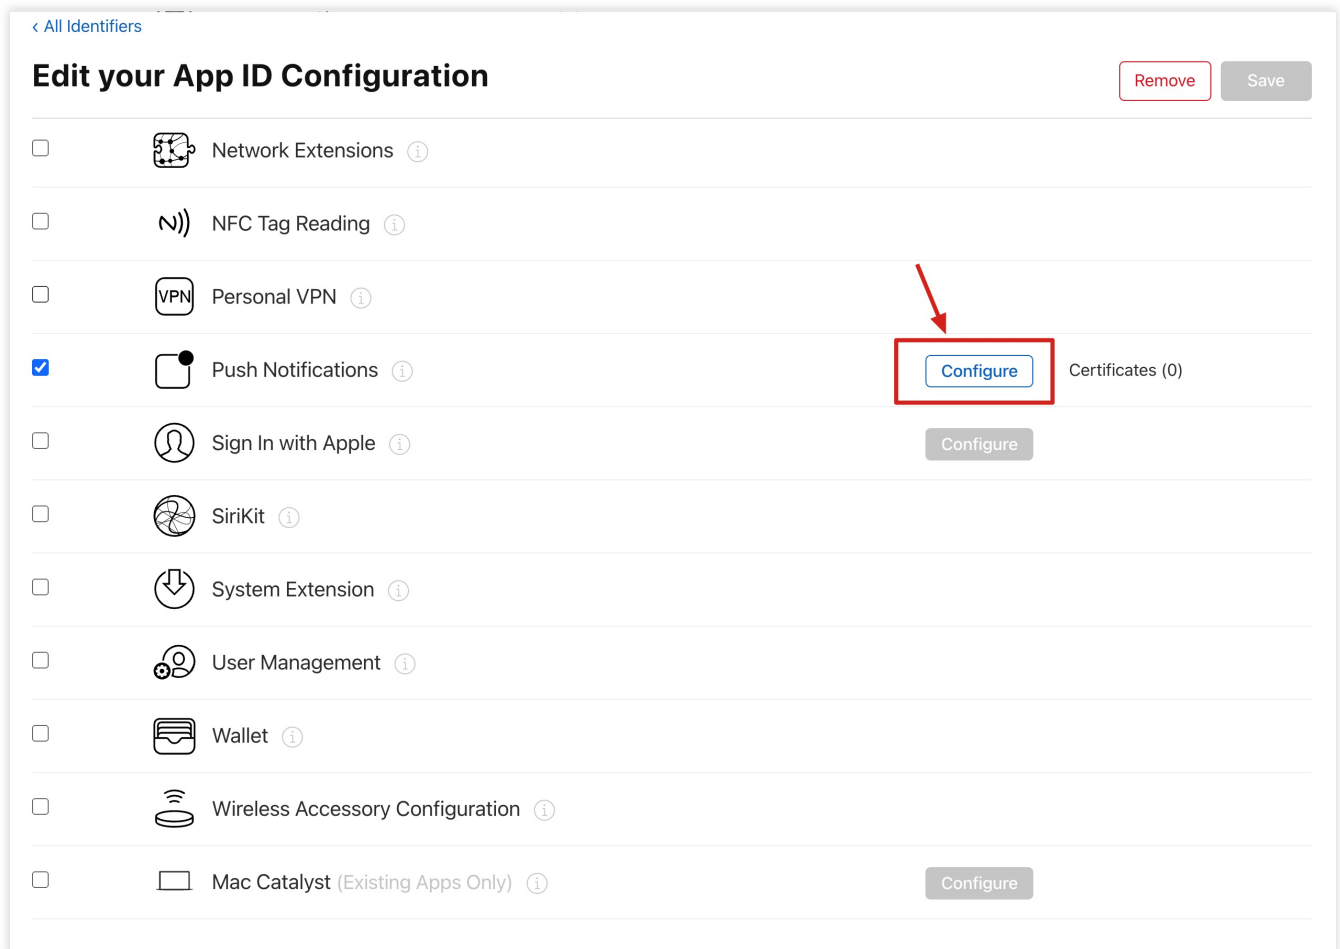 ‹ All Identifiers
Edit your App ID Configuration
Remove
Save
Network Extensions
NFC Tag Reading
VPN
Personal VPN
Push Notifications
Configure
Certificates (0)
Sign In with Apple
Configure
SiriKit
System Extension
User Management
Wallet
Wireless Accessory Configuration
Mac Catalyst (Existing Apps Only)
Configure